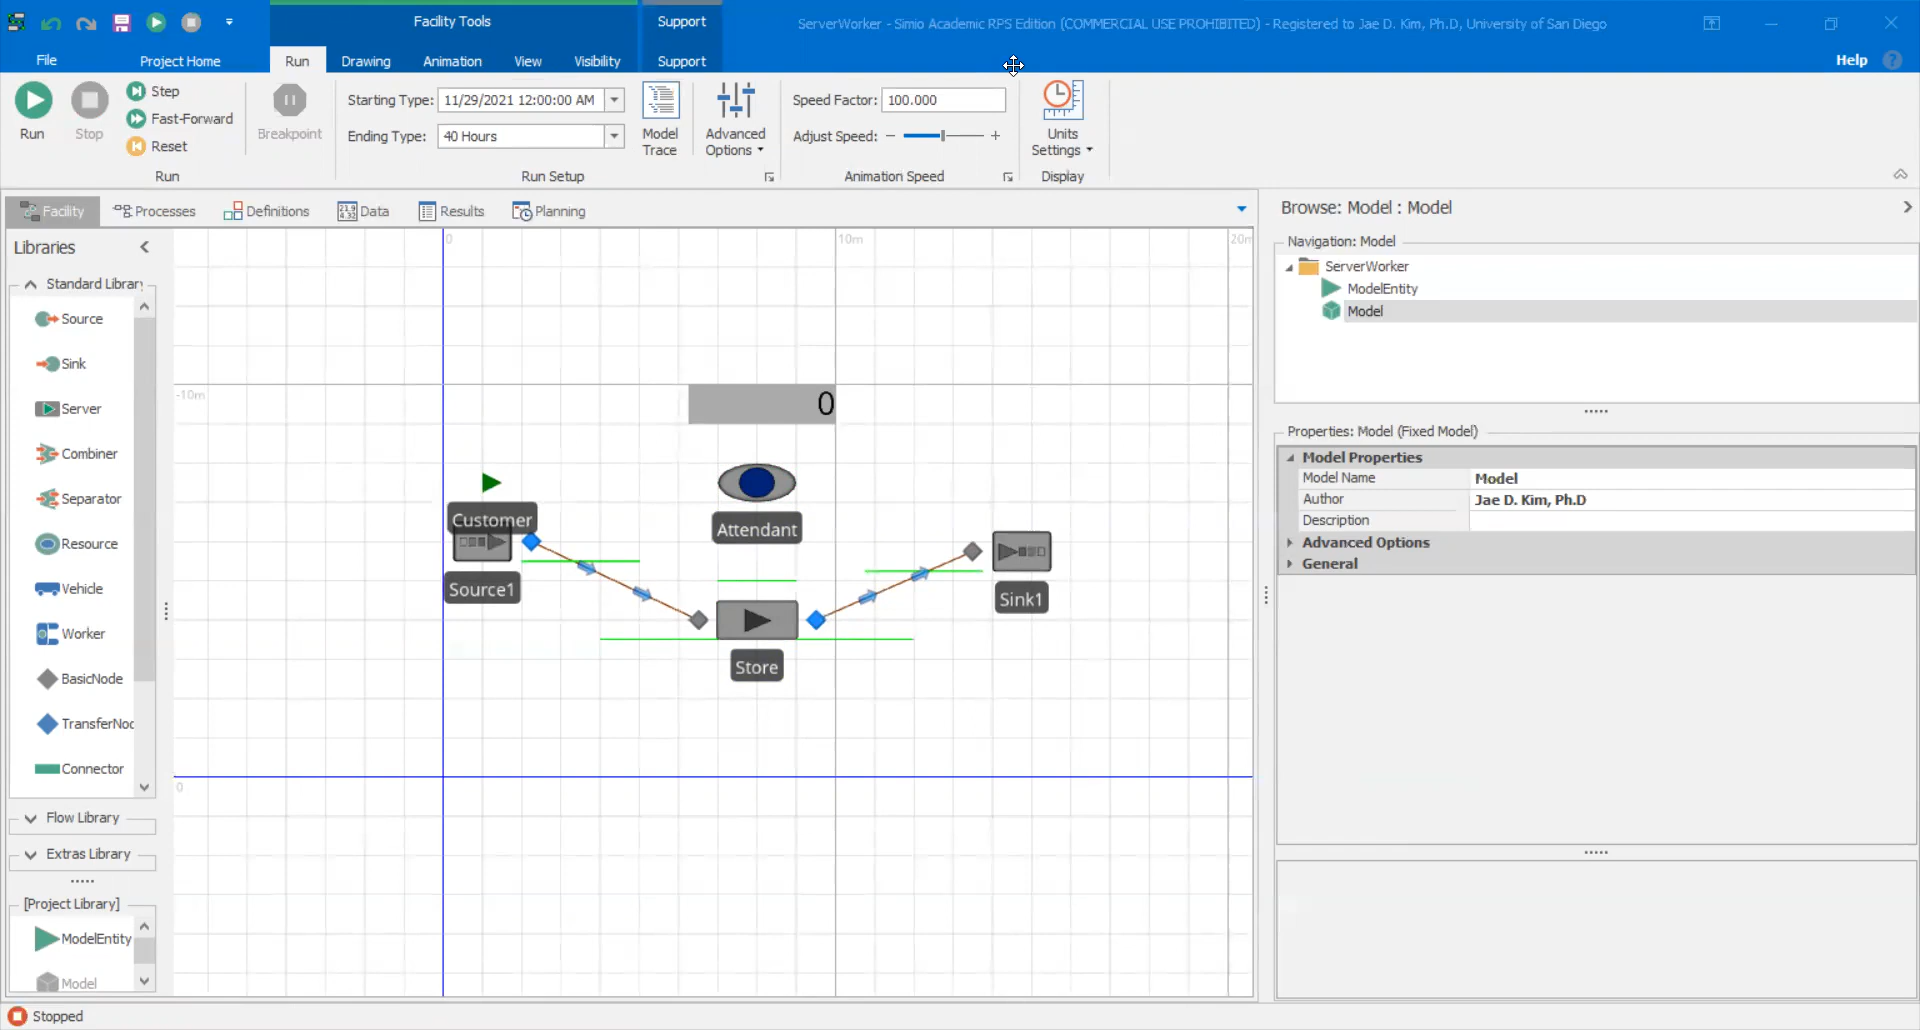 Facility Tools
Support
ServerWorker - Simio Academic RPS Edition (COMMERCIAL USE PROHIBITED) - Registered to Jae D. Kim, Ph.D, University of San Diego
File
Project Home
Run
Drawing
Animation
View
Visibility
Support
Help
?
Run
Stop
Step
Fast-Forward
Reset
Breakpoint
Starting Type: 11/29/2021 12:00:00 AM
Ending Type: 40 Hours
Model Trace
Advanced Options
Speed Factor: 100.000
Adjust Speed: − +
Units Settings
Run
Run Setup
Animation Speed
Display
Facility
Processes
Definitions
Data
Results
Planning
Browse: Model : Model
Libraries
Standard Library
Source
Sink
Server
Combiner
Separator
Resource
Vehicle
Worker
BasicNode
TransferNod
Connector
Flow Library
Extras Library
[Project Library]
ModelEntity
Model
0
10m
20m
-10m
0
0
Customer
Source1
Attendant
Store
Sink1
Navigation: Model
ServerWorker
ModelEntity
Model
Properties: Model (Fixed Model)
Model Properties
Model Name Model
Author Jae D. Kim, Ph.D
Description
Advanced Options
General
Stopped